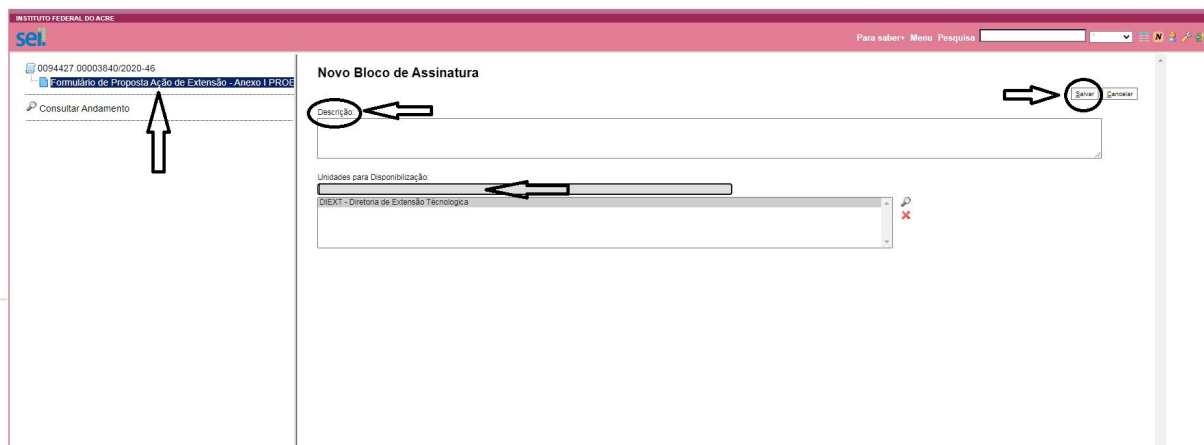 INSTITUTO FEDERAL DO ACRE
sei.
Para saber+ Menu Pesquisa
0094427.00003840/2020-46
Formulário de Proposta Ação de Extensão - Anexo I PROE
Consultar Andamento
Novo Bloco de Assinatura
Salvar Cancelar
Descrição:
Unidades para Disponibilização:
DIEXT - Diretoria de Extensão Técnologica